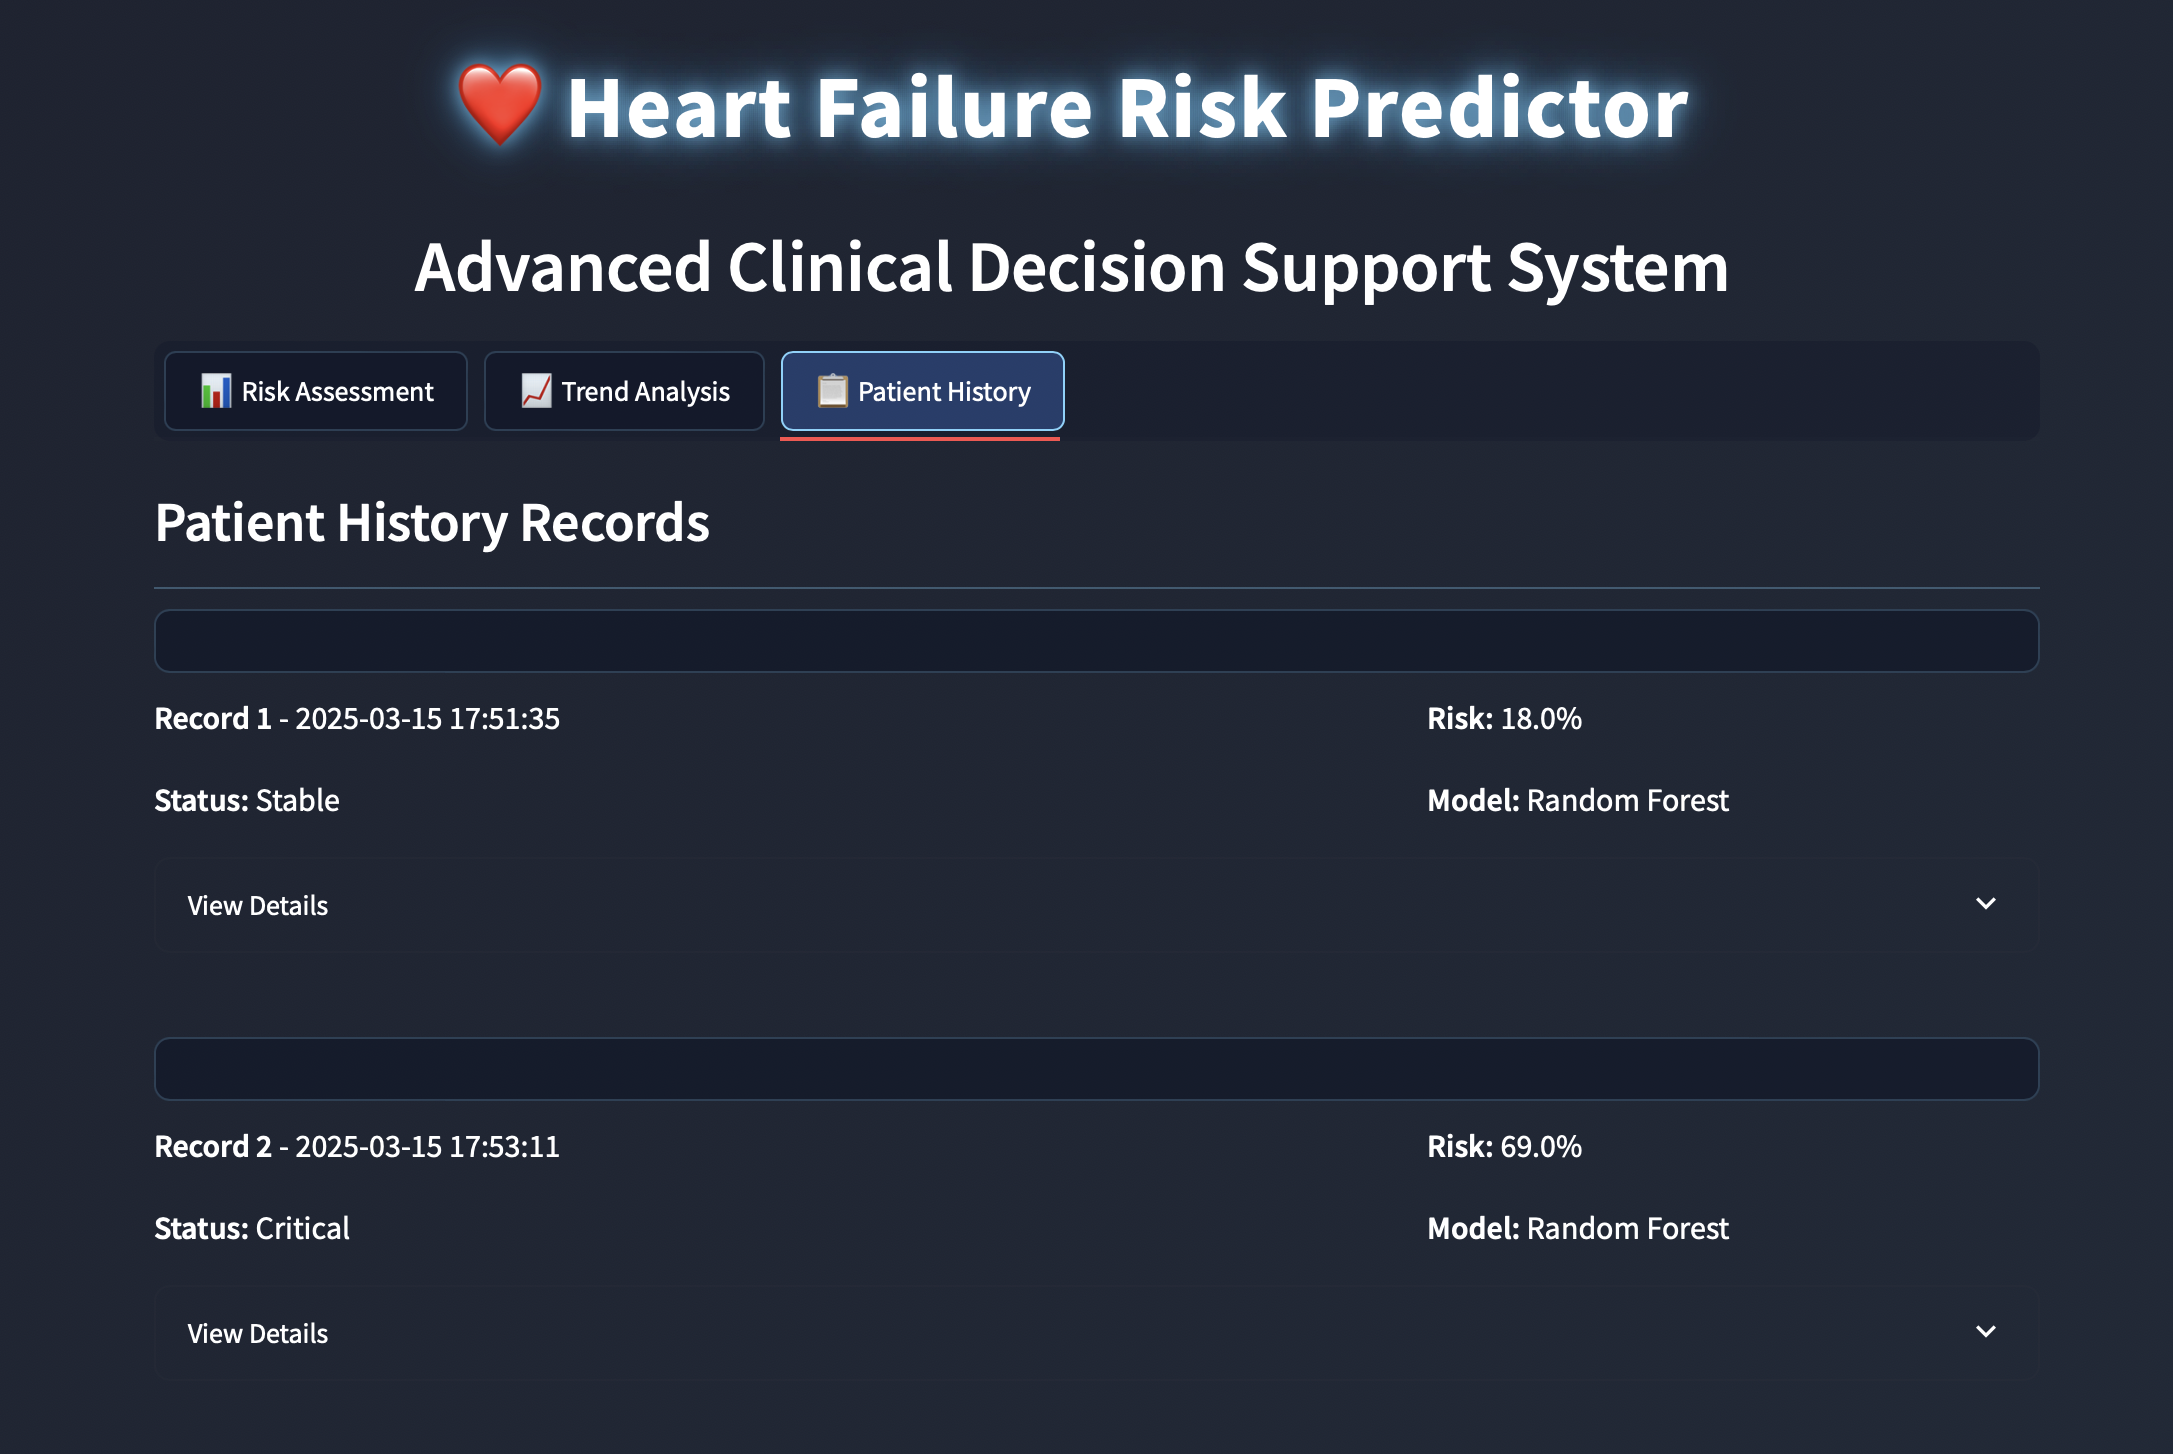 ❤️ Heart Failure Risk Predictor
Advanced Clinical Decision Support System
📊 Risk Assessment
📈 Trend Analysis
📋 Patient History
Patient History Records
Record 1 - 2025-03-15 17:51:35
Risk: 18.0%
Status: Stable
Model: Random Forest
View Details
Record 2 - 2025-03-15 17:53:11
Risk: 69.0%
Status: Critical
Model: Random Forest
View Details